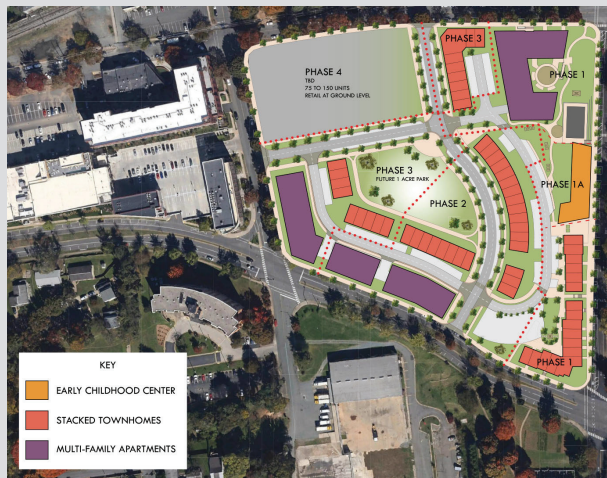 PHASE 3
PHASE 1
PHASE 4
TBD
75 TO 150 UNITS
RETAIL AT GROUND LEVEL
PHASE 3
FUTURE 1 ACRE PARK
PHASE 1A
PHASE 2
PHASE 1
KEY
EARLY CHILDHOOD CENTER
STACKED TOWNHOMES
MULTI-FAMILY APARTMENTS